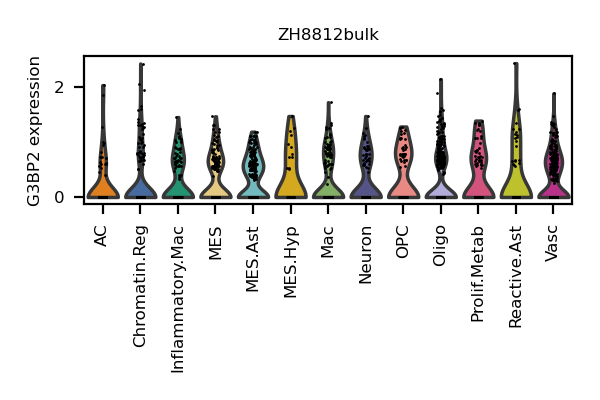 ZH8812bulk
G3BP2 expression
2
0
AC
Chromatin.Reg
Inflammatory.Mac
MES
MES.Ast
MES.Hyp
Mac
Neuron
OPC
Oligo
Prolif.Metab
Reactive.Ast
Vasc